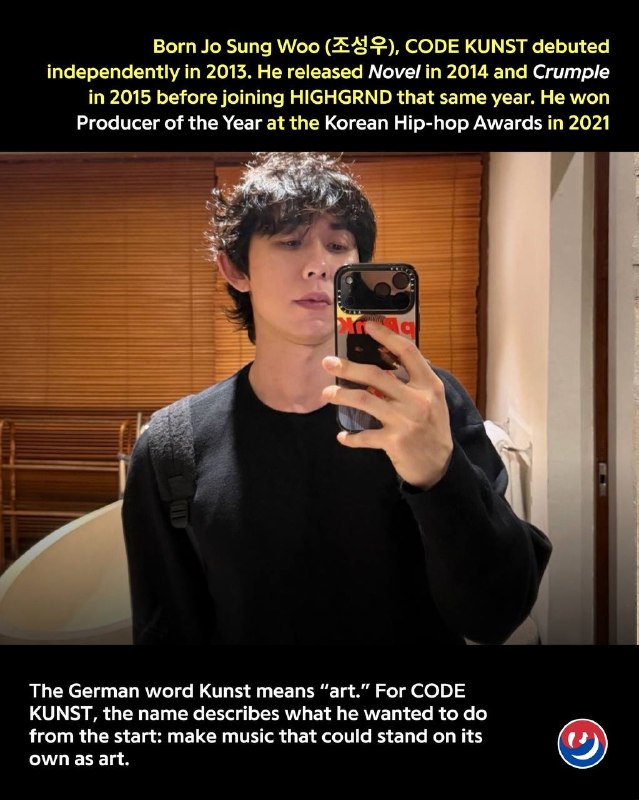 Born Jo Sung Woo (조성우), CODE KUNST debuted
independently in 2013. He released Novel in 2014 and Crumple
in 2015 before joining HIGHGRND that same year. He won
Producer of the Year at the Korean Hip-hop Awards in 2021
The German word Kunst means “art.” For CODE
KUNST, the name describes what he wanted to do
from the start: make music that could stand on its
own as art.